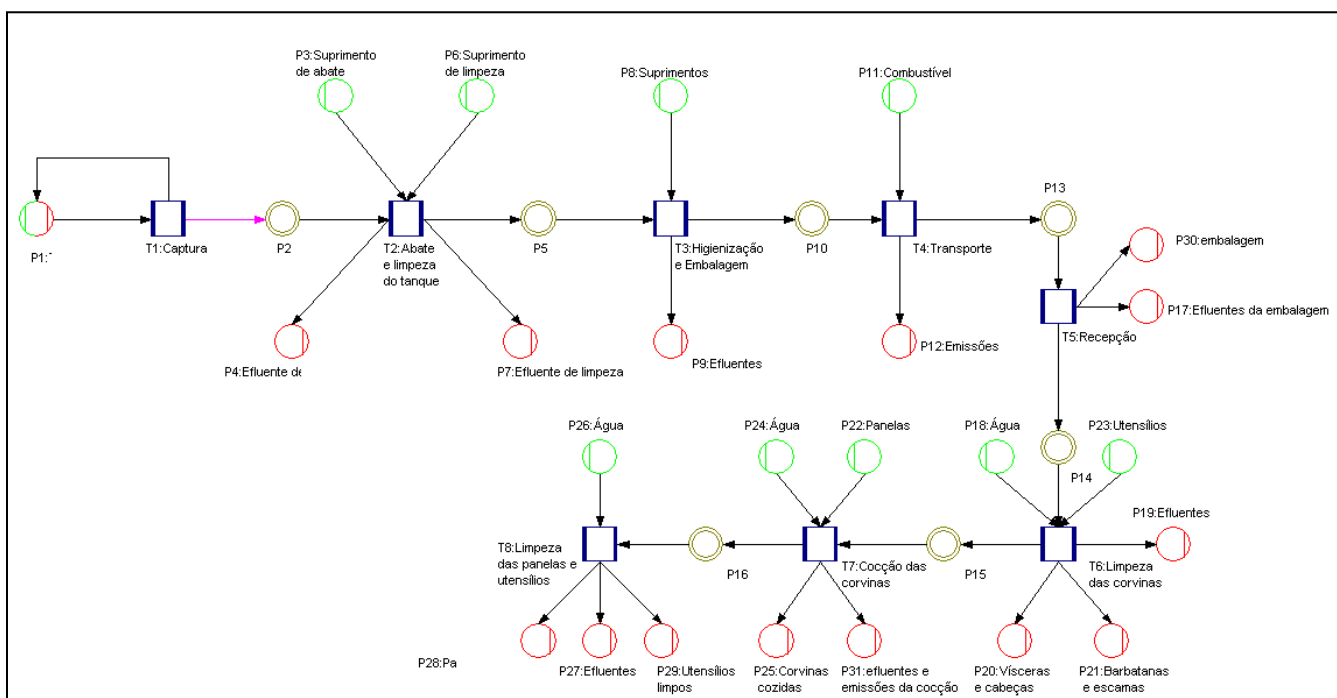 P3:Suprimento
de abate
P6:Suprimento
de limpeza
P8:Suprimentos
P11:Combustível
P1:
T1:Captura
P2
T2:Abate
e limpeza
do tanque
P5
T3:Higienização
e Embalagem
P10
T4:Transporte
P13
P30:embalagem
P17:Efluentes da embalagem
T5:Recepção
P4:Efluente de
P7:Efluente de limpeza
P9:Efluentes
P12:Emissões
P26:Água
P24:Água
P22:Panelas
P18:Água
P23:Utensílios
P14
P19:Efluentes
T8:Limpeza
das panelas e
utensílios
P16
T7:Cocção das
corvinas
P15
T6:Limpeza
das corvinas
P28:Pa
P27:Efluentes
P29:Utensílios
limpos
P25:Corvinas
cozidas
P31:efluentes e
emissões da cocção
P20:Vísceras
e cabeças
P21:Barbatanas
e escamas